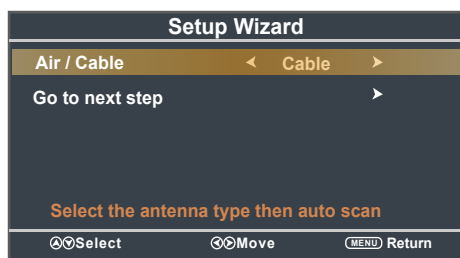 Setup Wizard
Air / Cable Cable
Go to next step
Select the antenna type then auto scan
Select Move MENU Return